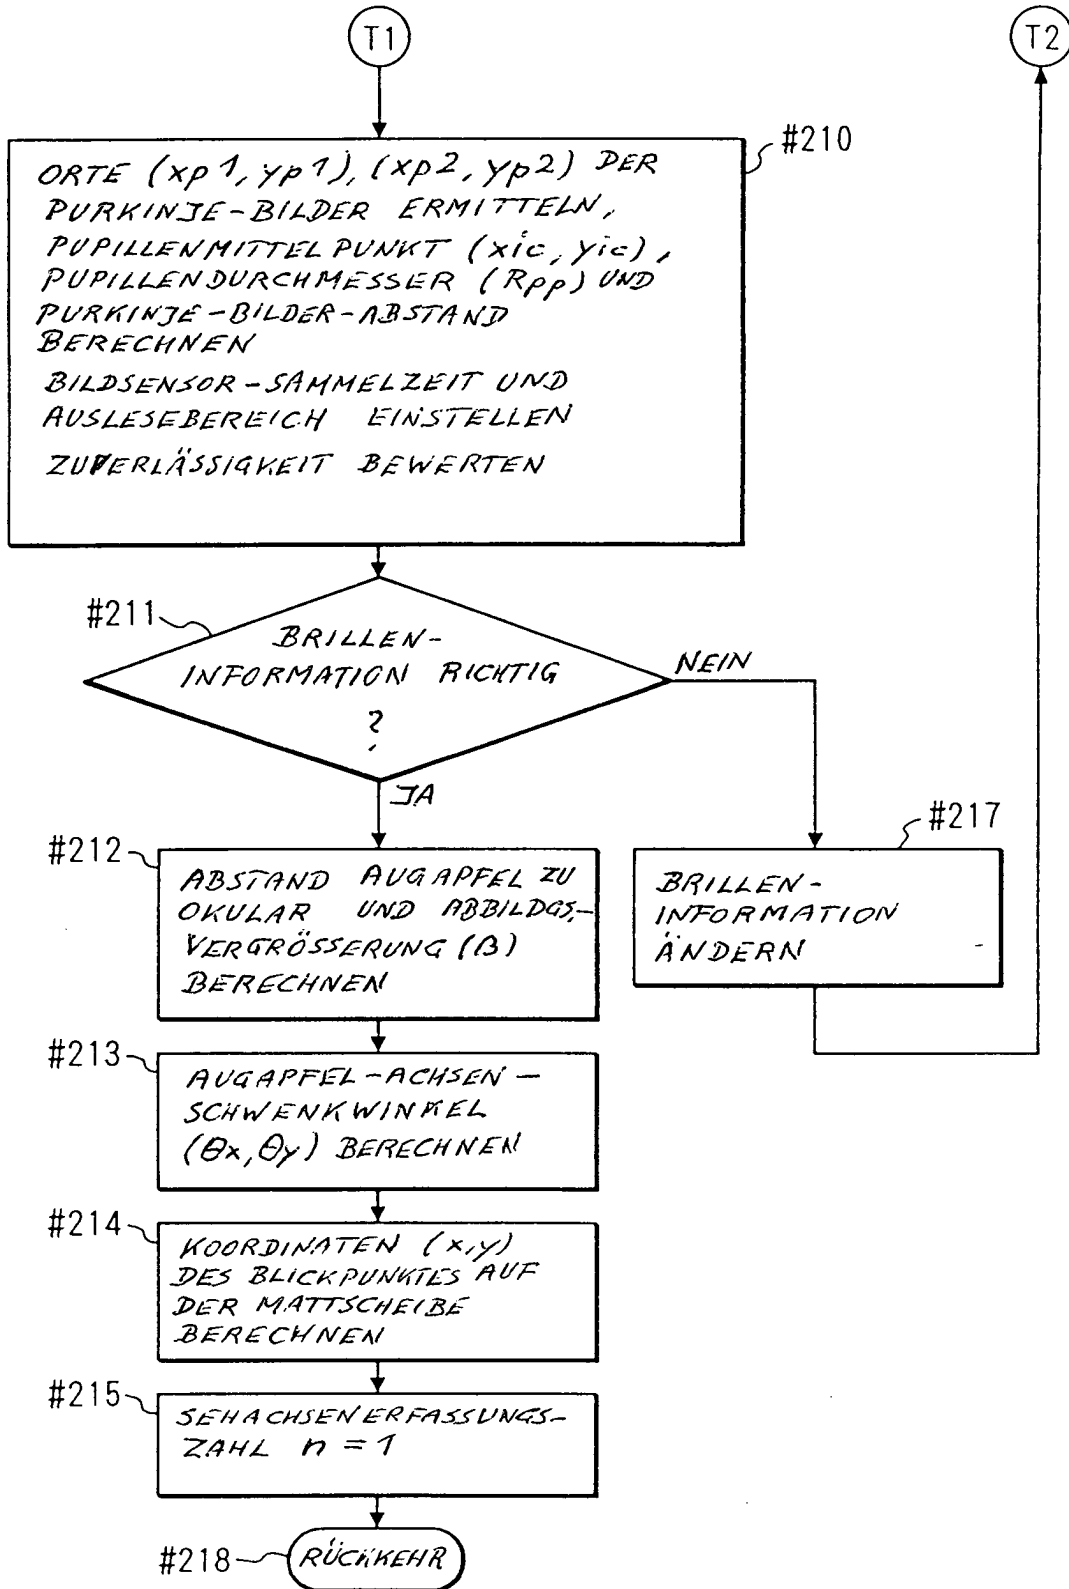 T1
T2
#210
ORTE (xp1, yp1), (xp2, yp2) DER
PURKINJE-BILDER ERMITTELN,
PUPILLENMITTELPUNKT (xic, yic),
PUPILLENDURCHMESSER (Rpp) UND
PURKINJE-BILDER-ABSTAND
BERECHNEN
BILDSENSOR-SAMMELZEIT UND
AUSLESEBEREICH EINSTELLEN
ZUVERLÄSSIGKEIT BEWERTEN
#211
BRILLEN-
INFORMATION RICHTIG
?
NEIN
JA
#212
ABSTAND AUGAPFEL ZU
OKULAR UND ABBILDGS.-
VERGRÖSSERUNG (β)
BERECHNEN
#217
BRILLEN-
INFORMATION
ÄNDERN
#213
AUGAPFEL-ACHSEN-
SCHWENKWINKEL
(θx, θy) BERECHNEN
#214
KOORDINATEN (x,y)
DES BLICKPUNKTES AUF
DER MATTSCHEIBE
BERECHNEN
#215
SEHACHSENERFASSUNGS-
ZAHL n = 1
#218
RÜCKKEHR